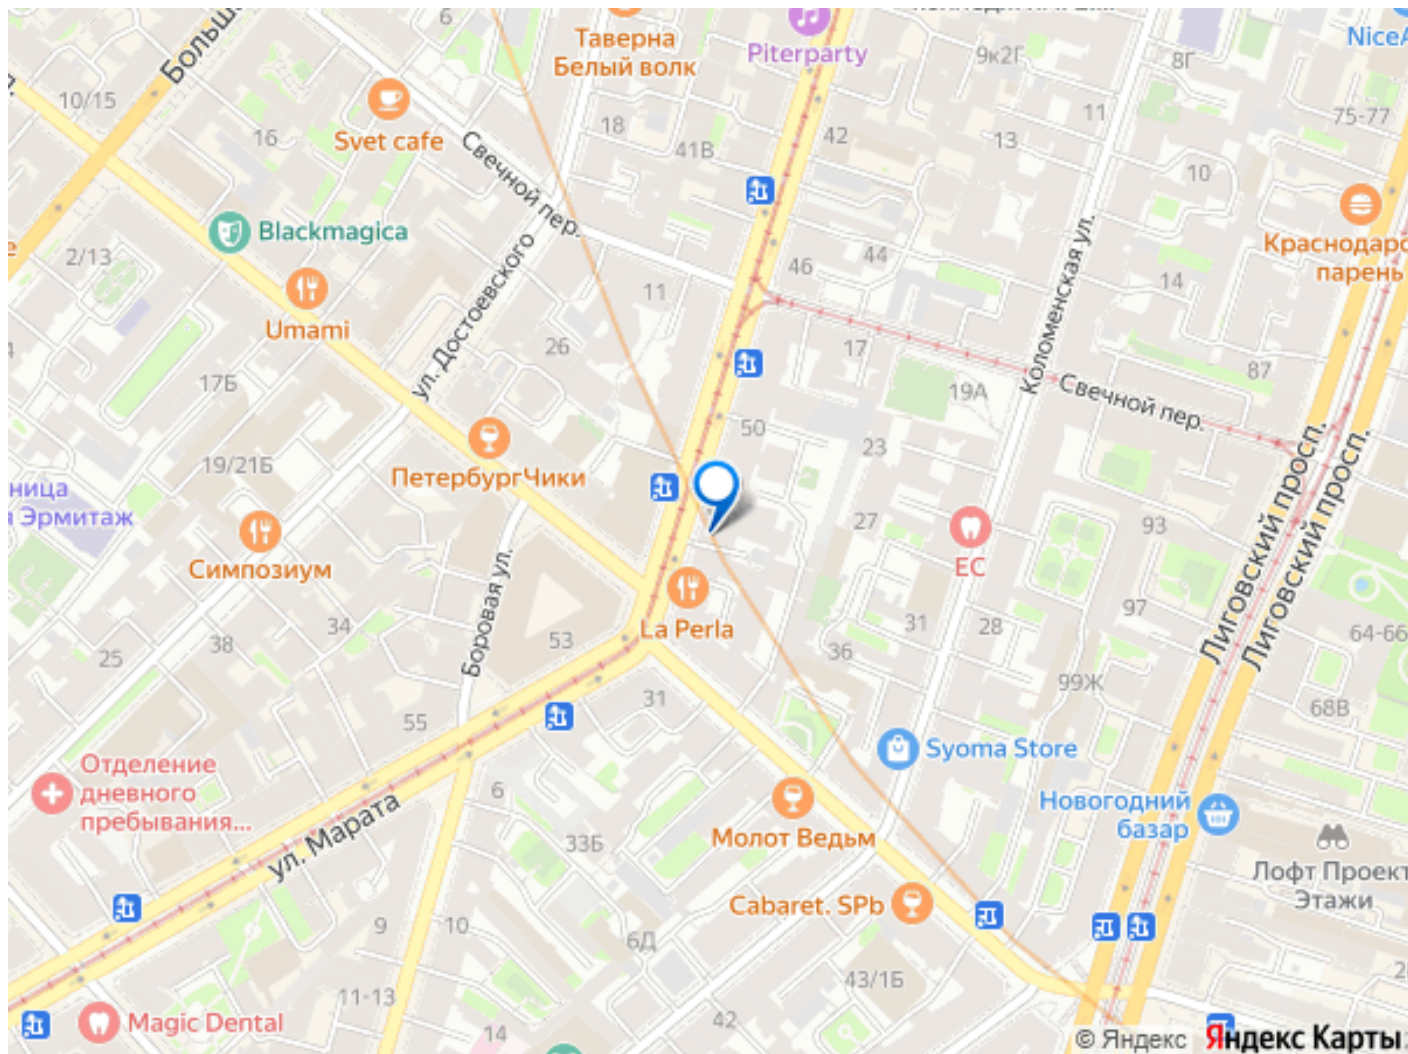 6
Таверна
Белый волк
Piterparty
9к2Г
8Г
10/15
Svet cafe
18
41В
42
11
75-77
16
13
Свечной пер.
10
Blackmagica
2/13
46
44
14
Краснодарс
парень
Umami
11
ул. Достоевского
Коломенская ул.
26
17
87
17Б
19А
Свечной пер.
50
23
19/21Б
ПетербургЧики
ница
Эрмитаж
27
93
Лиговский просп.
Лиговский просп.
Симпозиум
ЕС
Боровая ул.
97
34
38
53
La Perla
31
28
64-66
25
36
31
99Ж
68В
55
Syoma Store
Отделение
дневного
пребывания...
6
Новогодний
базар
ул. Марата
33Б
Молот Ведьм
Лофт Проект
Этажи
Cabaret. SPb
9
10
6Д
43/1Б
11-13
Magic Dental
14
42
© Яндекс Яндекс Карты